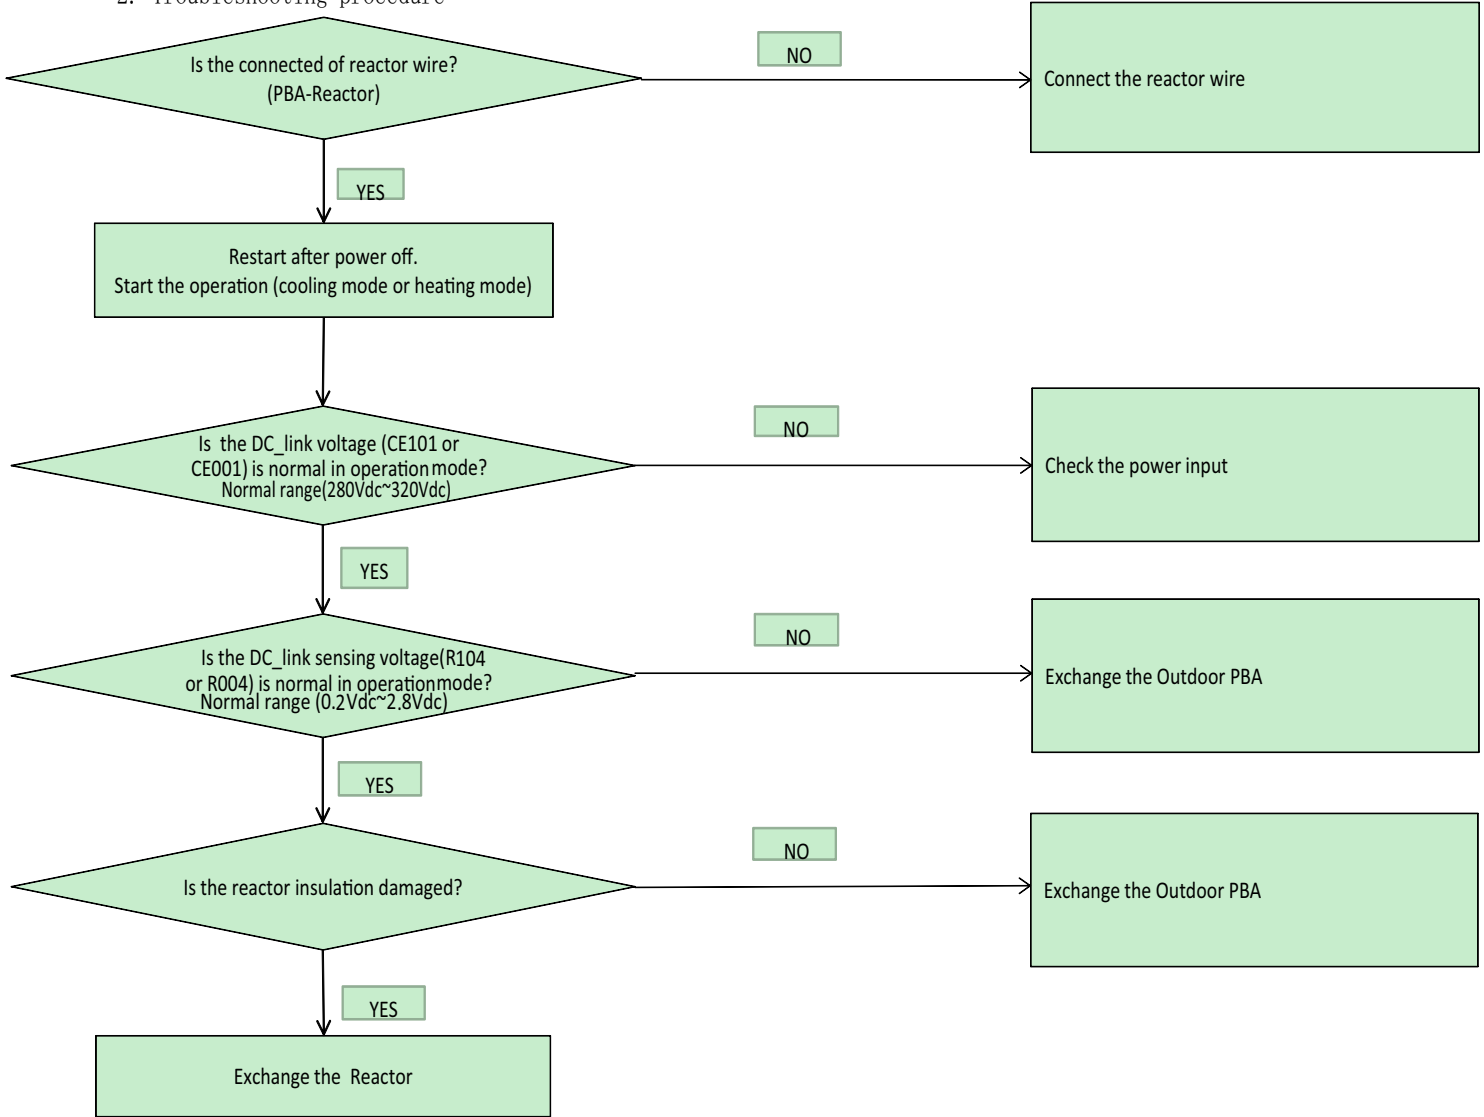 2. Troubleshooting procedure
Is the connected of reactor wire?
(PBA-Reactor)
NO
Connect the reactor wire
YES
Restart after power off.
Start the operation (cooling mode or heating mode)
Is the DC_link voltage (CE101 or
CE001) is normal in operation mode?
Normal range(280Vdc~320Vdc)
NO
Check the power input
YES
Is the DC_link sensing voltage(R104
or R004) is normal in operation mode?
Normal range (0.2Vdc~2.8Vdc)
NO
Exchange the Outdoor PBA
YES
Is the reactor insulation damaged?
NO
Exchange the Outdoor PBA
YES
Exchange the Reactor